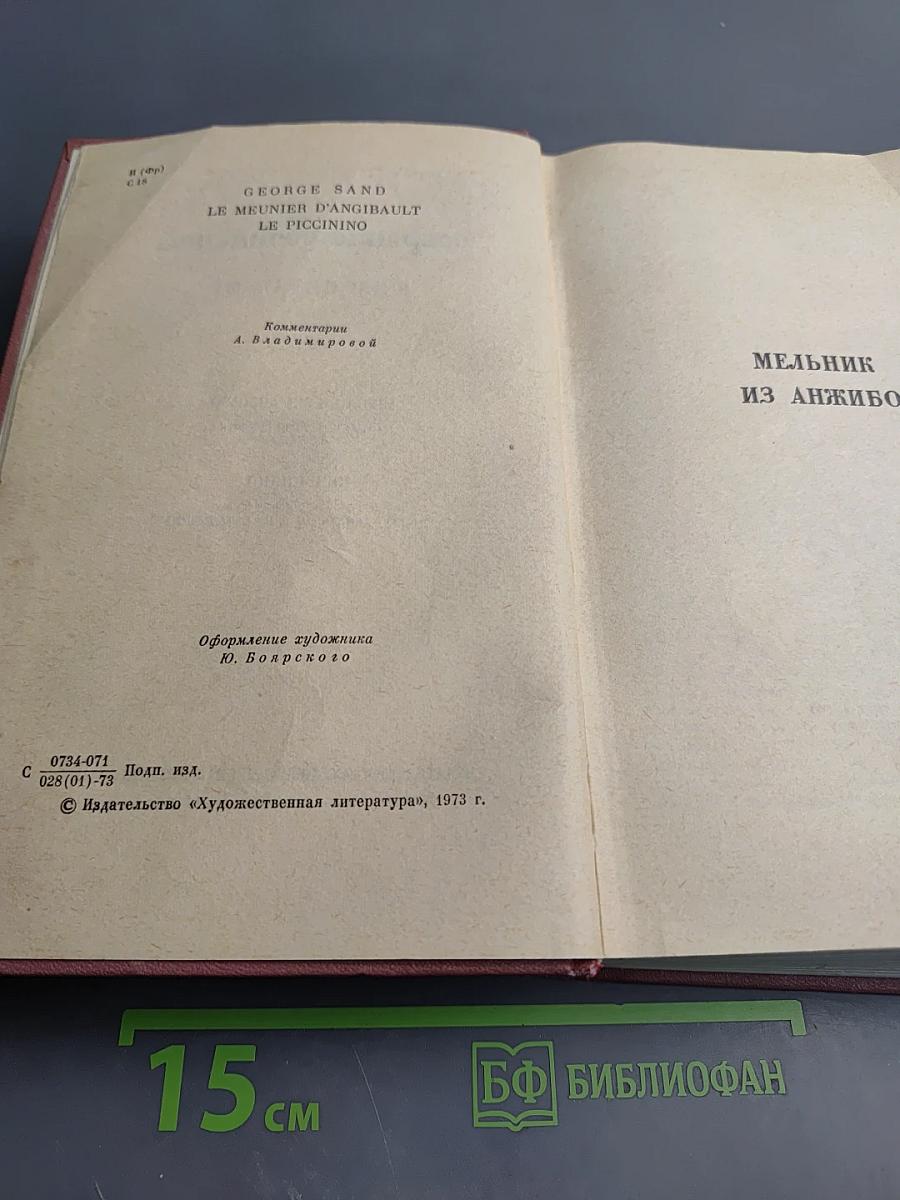 И (Фр)
С 18
GEORGE SAND
LE MEUNIER D'ANGIBAULT
LE PICCININO
Комментарии
А. Владимировой
Оформление художника
Ю. Боярского
С 0734-071
028(01)-73 Подп. изд.
© Издательство «Художественная литература», 1973 г.
МЕЛЬНИК
ИЗ АНЖИБО
15 см
БФ БИБЛИОФАН